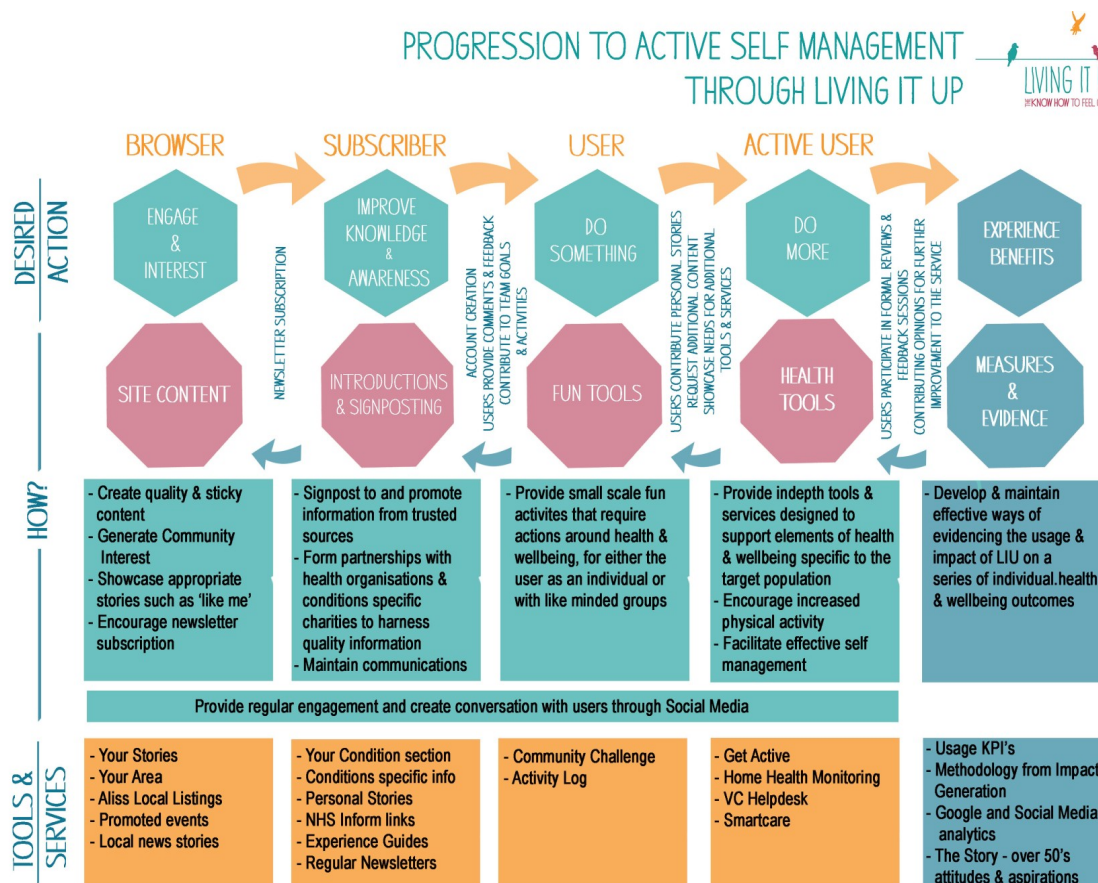 PROGRESSION TO ACTIVE SELF MANAGEMENT
THROUGH LIVING IT UP
LIVING IT
KNOW HOW TO FEEL
BROWSER
SUBSCRIBER
USER
ACTIVE USER
DESIRED
ACTION
ENGAGE
&
INTEREST
IMPROVE
KNOWLEDGE
&
AWARENESS
DO
SOMETHING
DO
MORE
EXPERIENCE
BENEFITS
NEWSLETTER SUBSCRIPTION
ACCOUNT CREATION
USERS PROVIDE COMMENTS & FEEDBACK
CONTRIBUTE TO TEAM GOALS
& ACTIVITIES
USERS CONTRIBUTE PERSONAL STORIES
REQUEST ADDITIONAL CONTENT
SHOWCASE NEEDS FOR ADDITIONAL
TOOLS & SERVICES
USERS PARTICIPATE IN FORMAL REVIEWS &
FEEDBACK SESSIONS
CONTRIBUTING OPINIONS FOR FURTHER
IMPROVEMENT TO THE SERVICE
HOW?
SITE CONTENT
INTRODUCTIONS
& SIGNPOSTING
FUN TOOLS
HEALTH
TOOLS
MEASURES
&
EVIDENCE
- Create quality & sticky
content
- Generate Community
Interest
- Showcase appropriate
stories such as ‘like me’
- Encourage newsletter
subscription
- Signpost to and promote
information from trusted
sources
- Form partnerships with
health organisations &
conditions specific
charities to harness
quality information
- Maintain communications
- Provide small scale fun
activites that require
actions around health &
wellbeing, for either the
user as an individual or
with like minded groups
- Provide indepth tools &
services designed to
support elements of health
& wellbeing specific to the
target population
- Encourage increased
physical activity
- Facilitate effective self
management
- Develop & maintain
effective ways of
evidencing the usage &
impact of LIU on a
series of individual.health
& wellbeing outcomes
Provide regular engagement and create conversation with users through Social Media
TOOLS &
SERVICES
- Your Stories
- Your Area
- Aliss Local Listings
- Promoted events
- Local news stories
- Your Condition section
- Conditions specific info
- Personal Stories
- NHS Inform links
- Experience Guides
- Regular Newsletters
- Community Challenge
- Activity Log
- Get Active
- Home Health Monitoring
- VC Helpdesk
- Smartcare
- Usage KPI's
- Methodology from Impact
Generation
- Google and Social Media
analytics
- The Story - over 50's
attitudes & aspirations